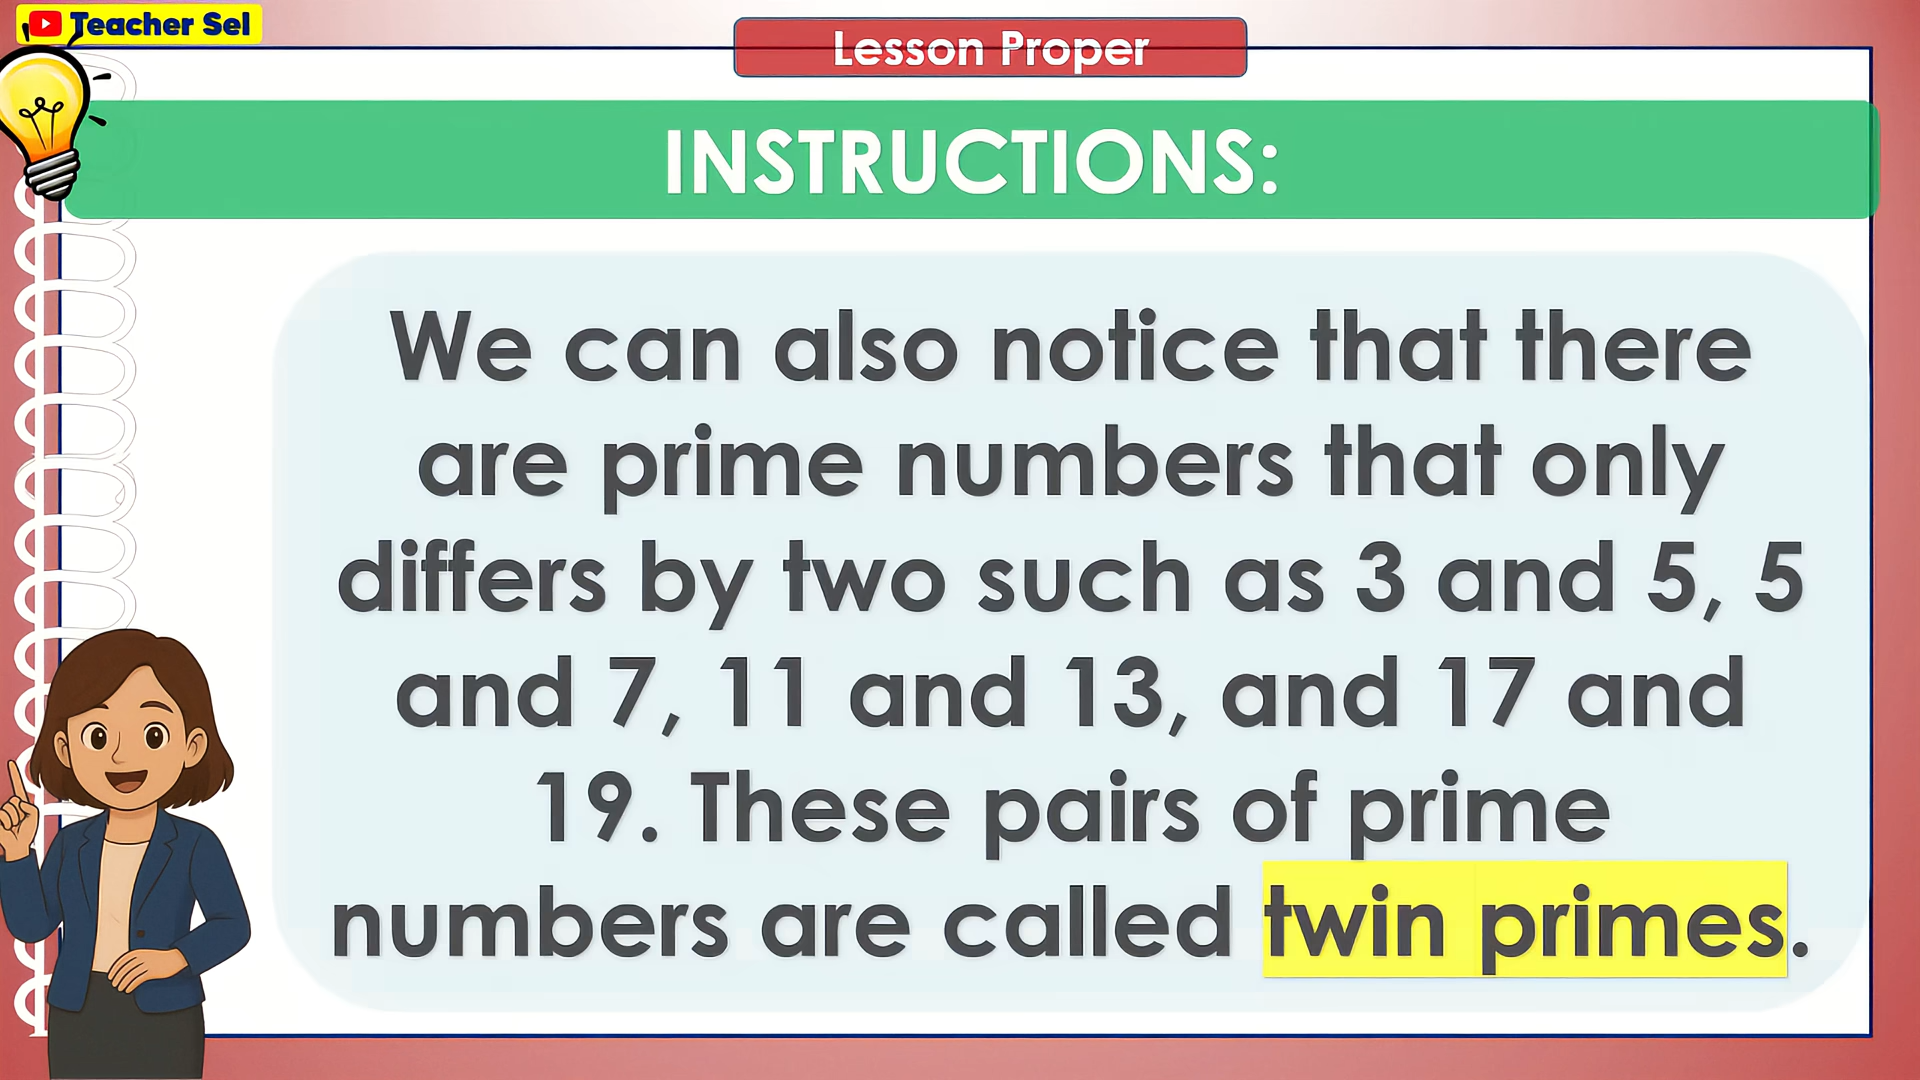 Teacher Sel
Lesson Proper
INSTRUCTIONS:
We can also notice that there
are prime numbers that only
differs by two such as 3 and 5, 5
and 7, 11 and 13, and 17 and
19. These pairs of prime
numbers are called twin primes.